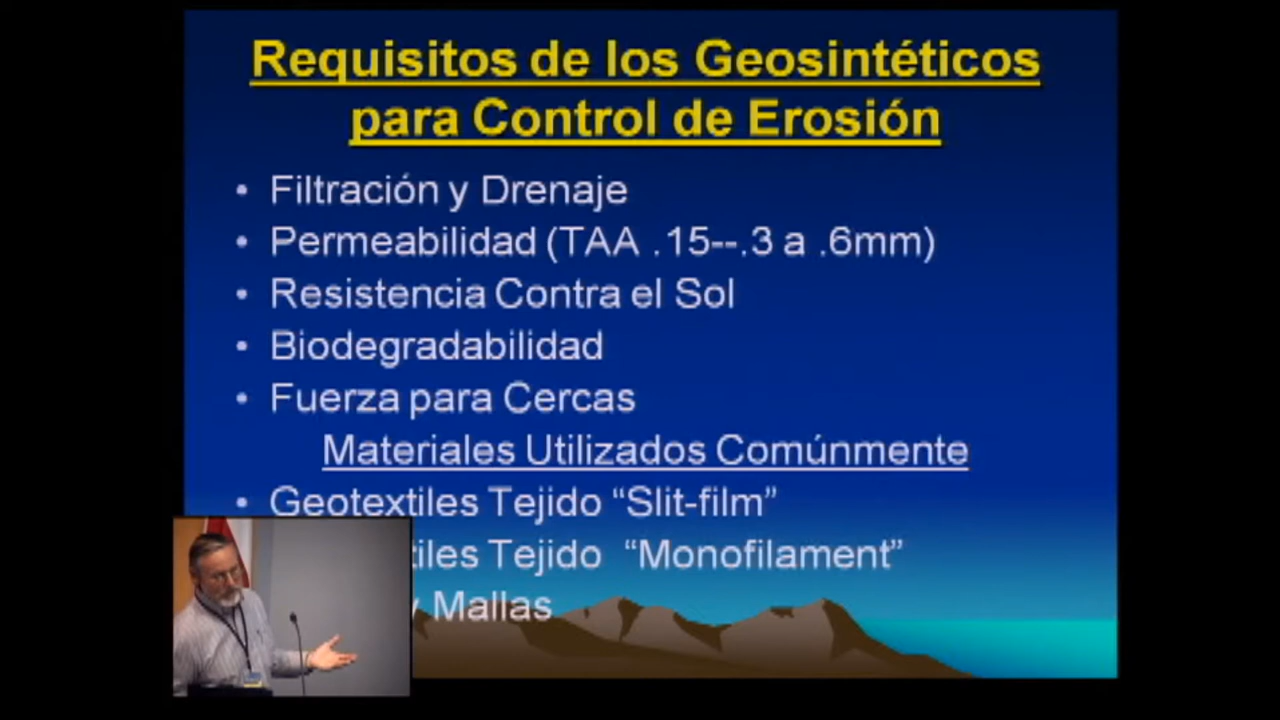 Requisitos de los Geosintéticos
para Control de Erosión
• Filtración y Drenaje
• Permeabilidad (TAA .15--.3 a .6mm)
• Resistencia Contra el Sol
• Biodegradabilidad
• Fuerza para Cercas
Materiales Utilizados Comúnmente
• Geotextiles Tejido “Slit-film”
Tejido “Monofilament”
y Mallas